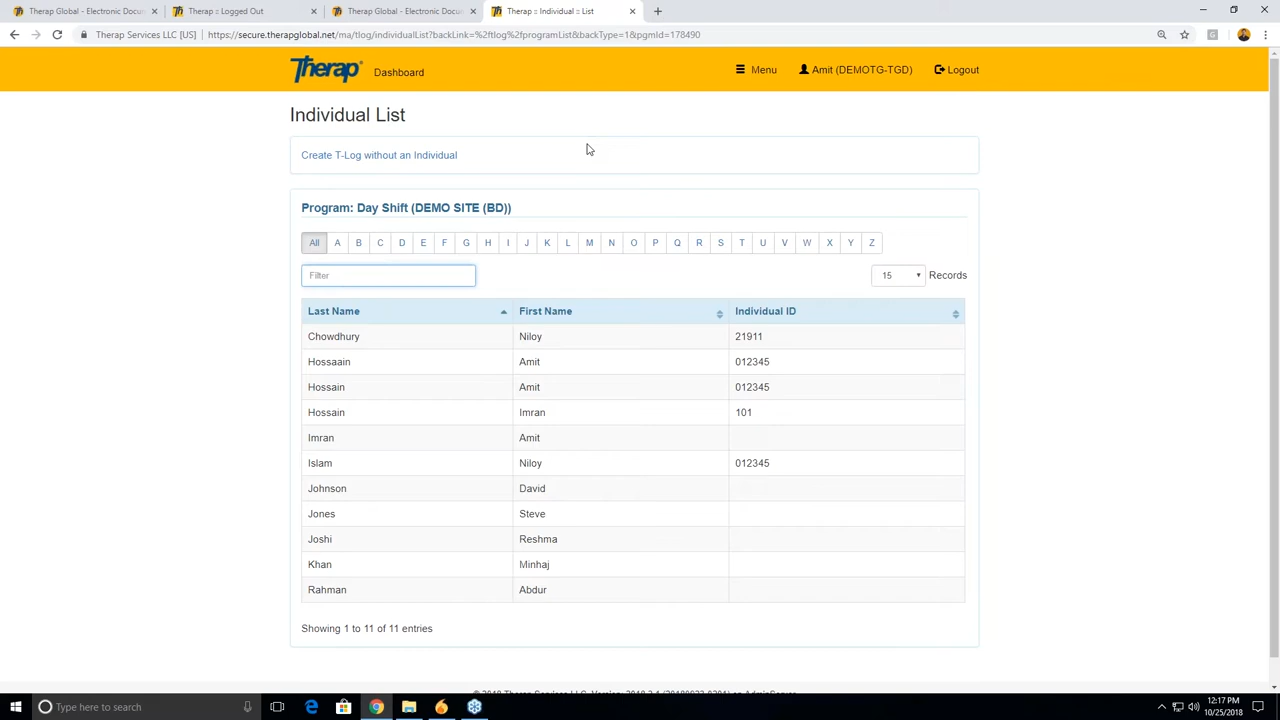 Therap Global - Electronic Docum
Therap :: Logged Out
Therap Global - Electronic Docum
Therap :: Individual :: List
Therap Services LLC [US]
https://secure.therapglobal.net/ma/tlog/individualList?backLink=%2ftlog%2fprogramList&backType=1&pgmId=178490
Therap
Dashboard
Menu
Amit (DEMOTG-TGD)
Logout
Individual List
Create T-Log without an Individual
Program: Day Shift (DEMO SITE (BD))
All A B C D E F G H I J K L M N O P Q R S T U V W X Y Z
Filter
15 Records
Last Name First Name Individual ID
Chowdhury Niloy 21911
Hossaain Amit 012345
Hossain Amit 012345
Hossain Imran 101
Imran Amit
Islam Niloy 012345
Johnson David
Jones Steve
Joshi Reshma
Khan Minhaj
Rahman Abdur
Showing 1 to 11 of 11 entries
Type here to search
12:17 PM
10/25/2018